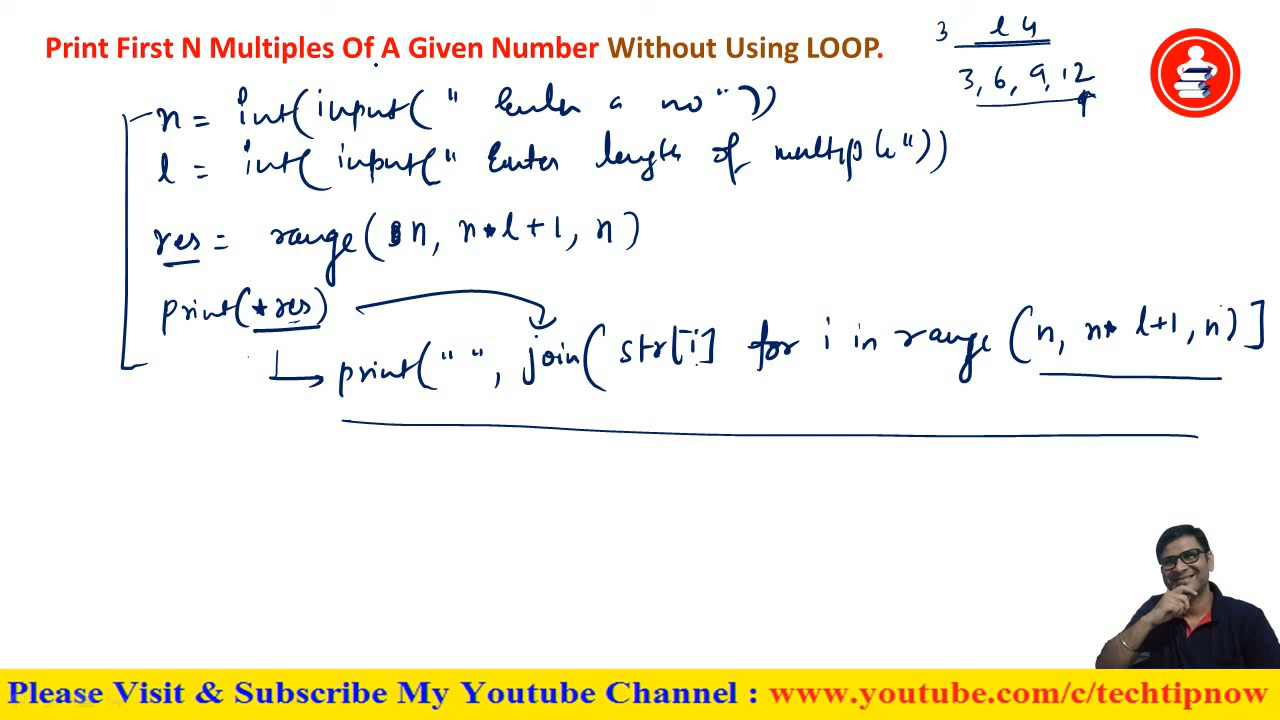 Print First N Multiples Of A Given Number Without Using LOOP.
3 l 4
3, 6, 9, 12
n = int(input(" Enter a no "))
l = int( input(" Enter length of multiple"))
res = range( n, n*l+1, n)
print(*res)
print(" ", join( str[i] for i in range (n, n* l+1, n) ]
Please Visit & Subscribe My Youtube Channel : www.youtube.com/c/techtipnow